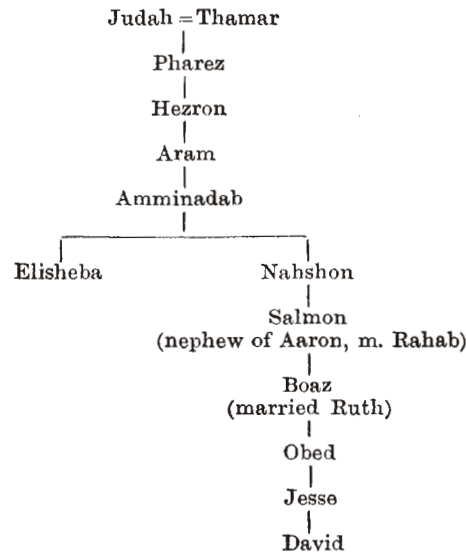 Judah = Thamar
Pharez
Hezron
Aram
Amminadab
Elisheba Nahshon
Salmon
(nephew of Aaron, m. Rahab)
Boaz
(married Ruth)
Obed
Jesse
David